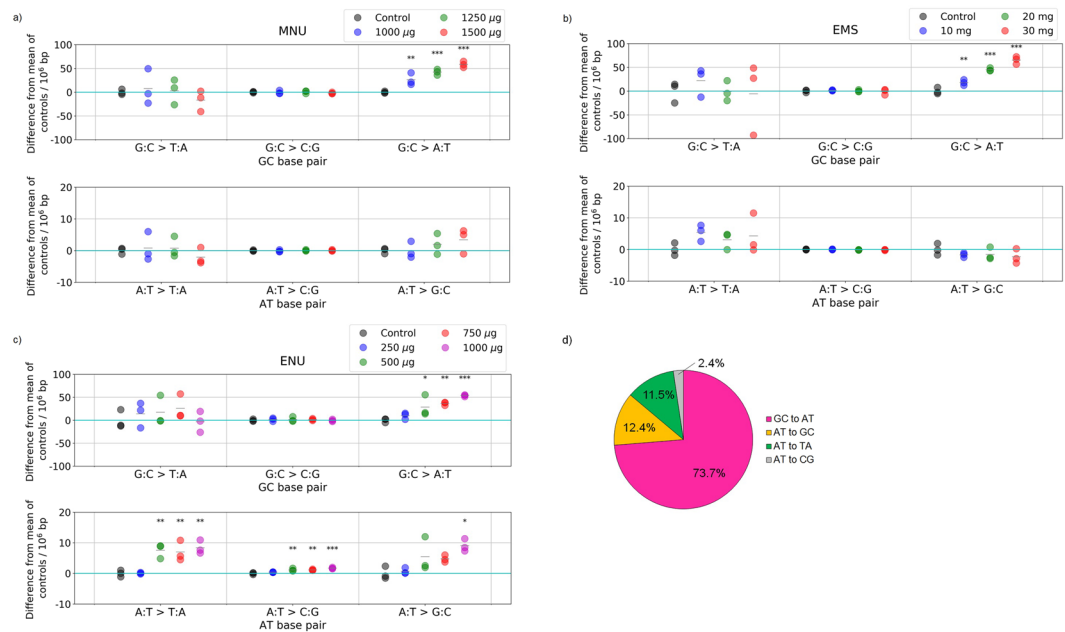 a)
MNU
Control
1000 µg
1250 µg
1500 µg
Difference from mean of
controls / 10⁶ bp
100
50
0
-50
-100
** *** ***
G:C > T:A G:C > C:G G:C > A:T
GC base pair
Difference from mean of
controls / 10⁶ bp
20
10
0
-10
A:T > T:A A:T > C:G A:T > G:C
AT base pair
b)
EMS
Control
10 mg
20 mg
30 mg
Difference from mean of
controls / 10⁶ bp
100
50
0
-50
-100
** *** ***
G:C > T:A G:C > C:G G:C > A:T
GC base pair
Difference from mean of
controls / 10⁶ bp
20
10
0
-10
A:T > T:A A:T > C:G A:T > G:C
AT base pair
c)
ENU
Control
250 µg
500 µg
750 µg
1000 µg
Difference from mean of
controls / 10⁶ bp
100
50
0
-50
-100
* ** ***
G:C > T:A G:C > C:G G:C > A:T
GC base pair
Difference from mean of
controls / 10⁶ bp
20
10
0
-10
** ** ** ** ** *** *
A:T > T:A A:T > C:G A:T > G:C
AT base pair
d)
2.4%
11.5%
12.4%
73.7%
GC to AT
AT to GC
AT to TA
AT to CG